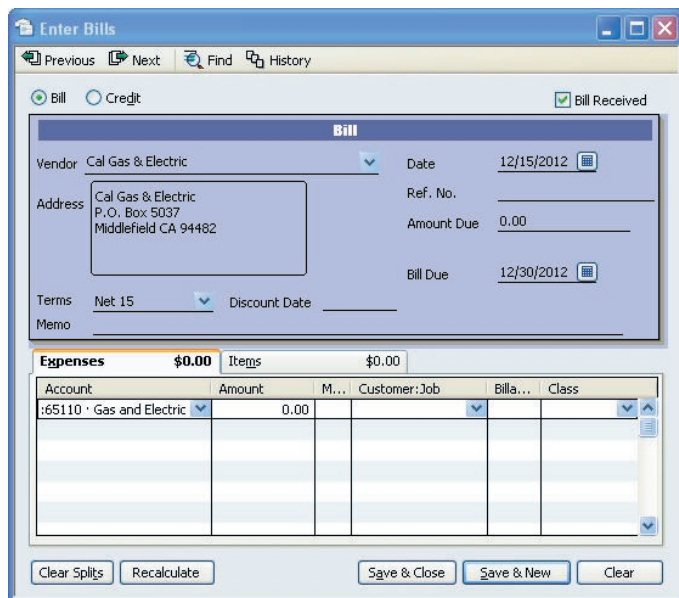 Enter Bills
Previous Next Find History
Bill Credit Bill Received
Bill
Vendor Cal Gas & Electric Date 12/15/2012
Ref. No.
Address Cal Gas & Electric
P.O. Box 5037
Middlefield CA 94482
Amount Due 0.00
Bill Due 12/30/2012
Terms Net 15 Discount Date
Memo
Expenses $0.00 Items $0.00
Account Amount M... Customer:Job Billa... Class
:65110 · Gas and Electric 0.00
Clear Splits Recalculate Save & Close Save & New Clear